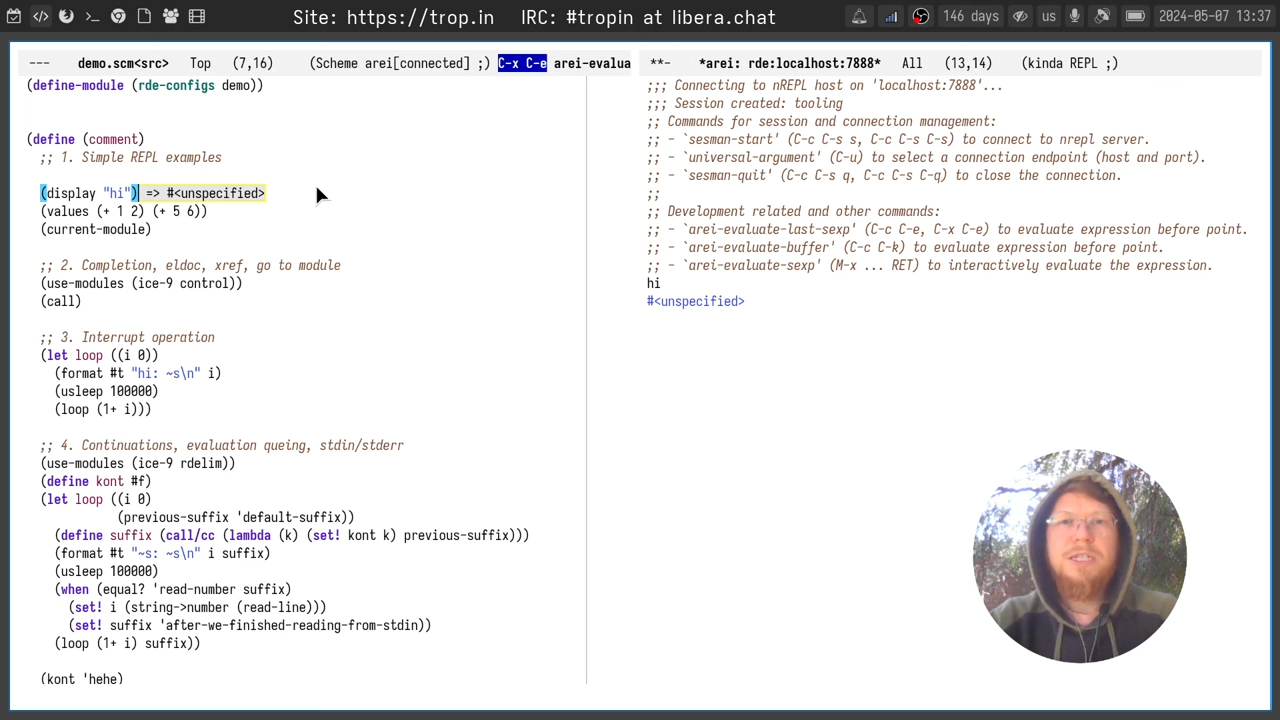 Site: https://trop.in IRC: #tropin at libera.chat
146 days us 2024-05-07 13:37
--- demo.scm<src> Top (7,16) (Scheme arei[connected] ;) C-x C-e arei-evalua
(define-module (rde-configs demo))
(define (comment)
;; 1. Simple REPL examples
(display "hi") => #<unspecified>
(values (+ 1 2) (+ 5 6))
(current-module)
;; 2. Completion, eldoc, xref, go to module
(use-modules (ice-9 control))
(call)
;; 3. Interrupt operation
(let loop ((i 0))
(format #t "hi: ~s\n" i)
(usleep 100000)
(loop (1+ i)))
;; 4. Continuations, evaluation queing, stdin/stderr
(use-modules (ice-9 rdelim))
(define kont #f)
(let loop ((i 0)
(previous-suffix 'default-suffix))
(define suffix (call/cc (lambda (k) (set! kont k) previous-suffix)))
(format #t "~s: ~s\n" i suffix)
(usleep 100000)
(when (equal? 'read-number suffix)
(set! i (string->number (read-line)))
(set! suffix 'after-we-finished-reading-from-stdin))
(loop (1+ i) suffix))
(kont 'hehe)
**- *arei: rde:localhost:7888* All (13,14) (kinda REPL ;)
;;; Connecting to nREPL host on 'localhost:7888'...
;;; Session created: tooling
;; Commands for session and connection management:
;; - `sesman-start' (C-c C-s s, C-c C-s C-s) to connect to nrepl server.
;; - `universal-argument' (C-u) to select a connection endpoint (host and port).
;; - `sesman-quit' (C-c C-s q, C-c C-s C-q) to close the connection.
;;
;; Development related and other commands:
;; - `arei-evaluate-last-sexp' (C-c C-e, C-x C-e) to evaluate expression before point.
;; - `arei-evaluate-buffer' (C-c C-k) to evaluate expression before point.
;; - `arei-evaluate-sexp' (M-x ... RET) to interactively evaluate the expression.
hi
#<unspecified>